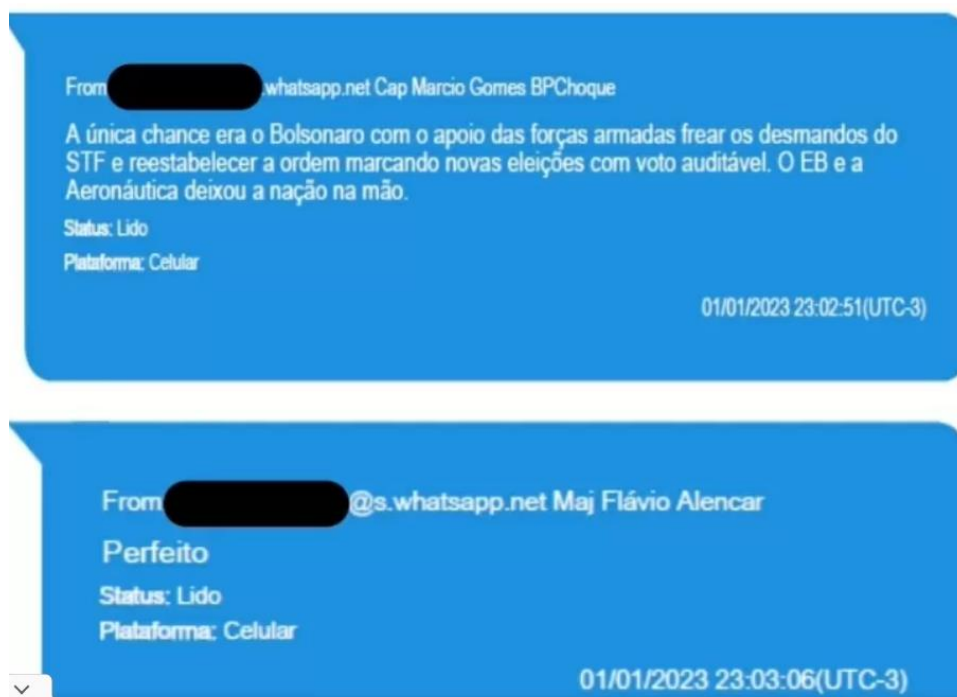 From .whatsapp.net Cap Marcio Gomes BPChoque
A única chance era o Bolsonaro com o apoio das forças armadas frear os desmandos do
STF e reestabelecer a ordem marcando novas eleições com voto auditável. O EB e a
Aeronáutica deixou a nação na mão.
Status: Lido
Plataforma: Celular
01/01/2023 23:02:51(UTC-3)
From @s.whatsapp.net Maj Flávio Alencar
Perfeito
Status: Lido
Plataforma: Celular
01/01/2023 23:03:06(UTC-3)